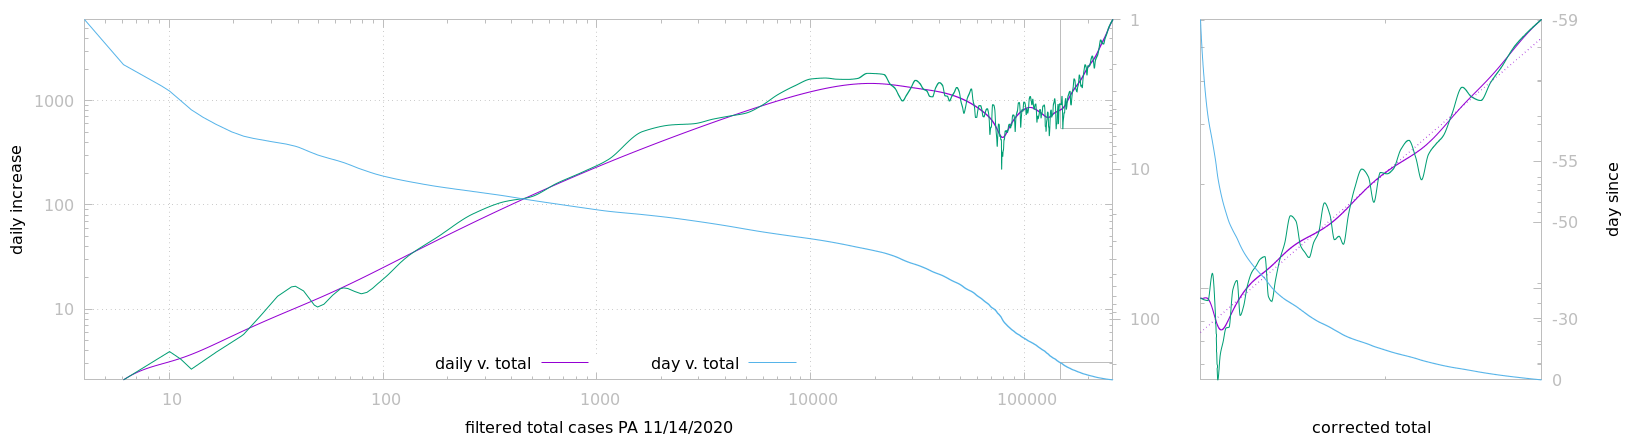 daily increase
1000
100
10
10
100
1000
10000
100000
1
10
100
daily v. total
day v. total
filtered total cases PA 11/14/2020
-59
-55
-50
-30
0
day since
corrected total